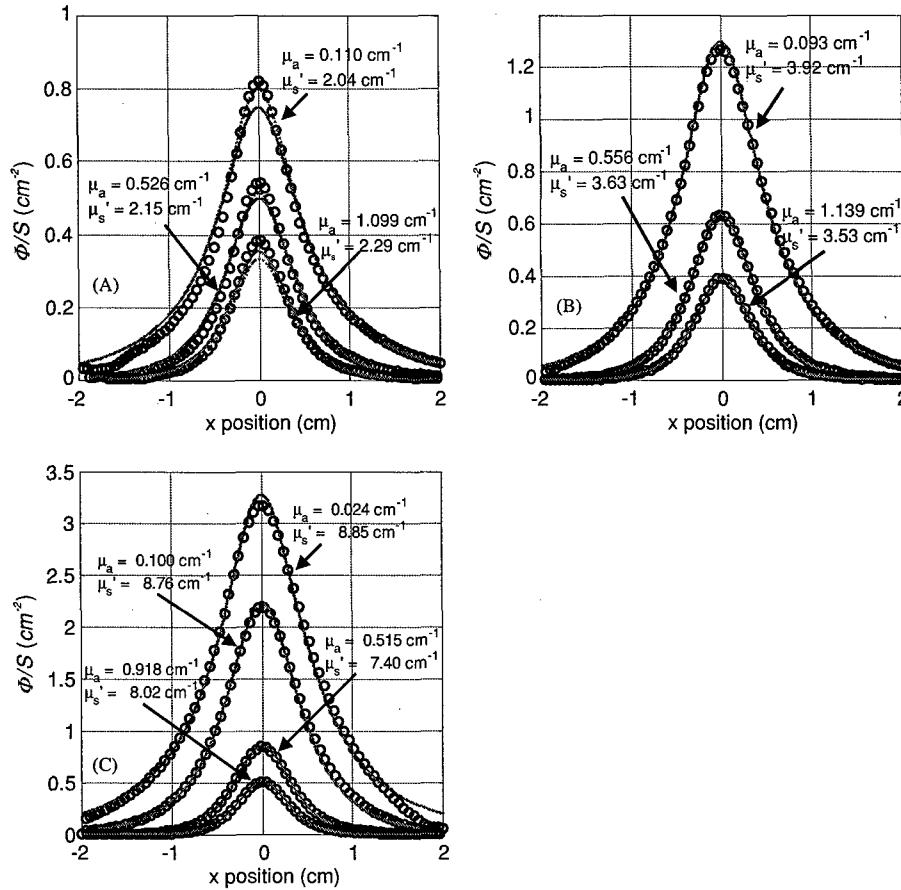 1
0.8
0.6
0.4
0.2
0
-2
-1
0
1
2
x position (cm)
Φ/S (cm⁻²)
(A)
μₐ = 0.110 cm⁻¹
μₛ' = 2.04 cm⁻¹
μₐ = 0.526 cm⁻¹
μₛ' = 2.15 cm⁻¹
μₐ = 1.099 cm⁻¹
μₛ' = 2.29 cm⁻¹
1.2
1
0.8
0.6
0.4
0.2
0
-2
-1
0
1
2
x position (cm)
Φ/S (cm⁻²)
(B)
μₐ = 0.093 cm⁻¹
μₛ' = 3.92 cm⁻¹
μₐ = 0.556 cm⁻¹
μₛ' = 3.63 cm⁻¹
μₐ = 1.139 cm⁻¹
μₛ' = 3.53 cm⁻¹
3.5
3
2.5
2
1.5
1
0.5
0
-2
-1
0
1
2
x position (cm)
Φ/S (cm⁻²)
(C)
μₐ = 0.024 cm⁻¹
μₛ' = 8.85 cm⁻¹
μₐ = 0.100 cm⁻¹
μₛ' = 8.76 cm⁻¹
μₐ = 0.515 cm⁻¹
μₛ' = 7.40 cm⁻¹
μₐ = 0.918 cm⁻¹
μₛ' = 8.02 cm⁻¹